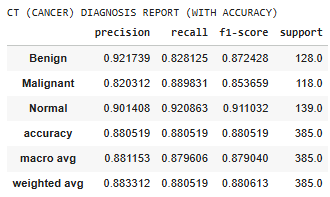 CT (CANCER) DIAGNOSIS REPORT (WITH ACCURACY)
precision recall f1-score support
Benign 0.921739 0.828125 0.872428 128.0
Malignant 0.820312 0.889831 0.853659 118.0
Normal 0.901408 0.920863 0.911032 139.0
accuracy 0.880519 0.880519 0.880519 385.0
macro avg 0.881153 0.879606 0.879040 385.0
weighted avg 0.883312 0.880519 0.880613 385.0